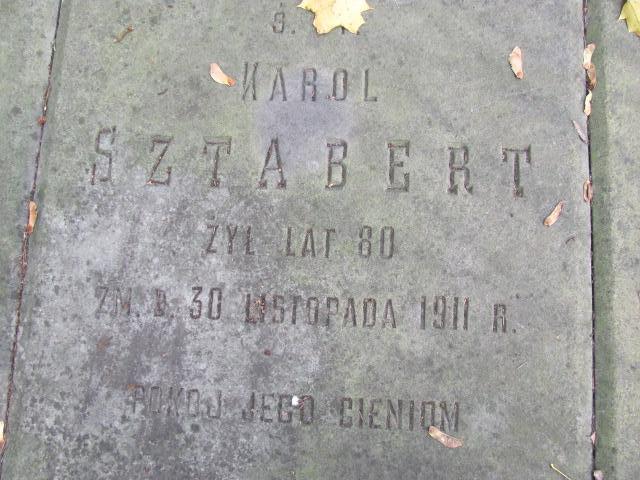 KAROL
SZTABERT
ŻYŁ LAT 80
ZM. D. 30 LISTOPADA 1911 R.
POKÓJ JEGO CIENIOM